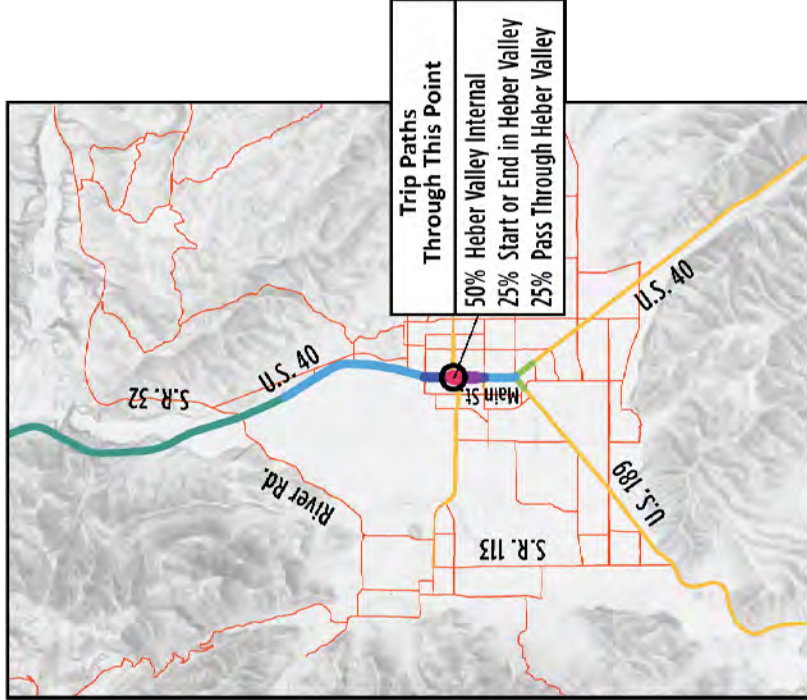 Trip Paths
Through This Point
50% Heber Valley Internal
25% Start or End in Heber Valley
25% Pass Through Heber Valley
S.R. 32
U.S. 40
River Rd.
Main St.
S.R. 113
U.S. 189
U.S. 40